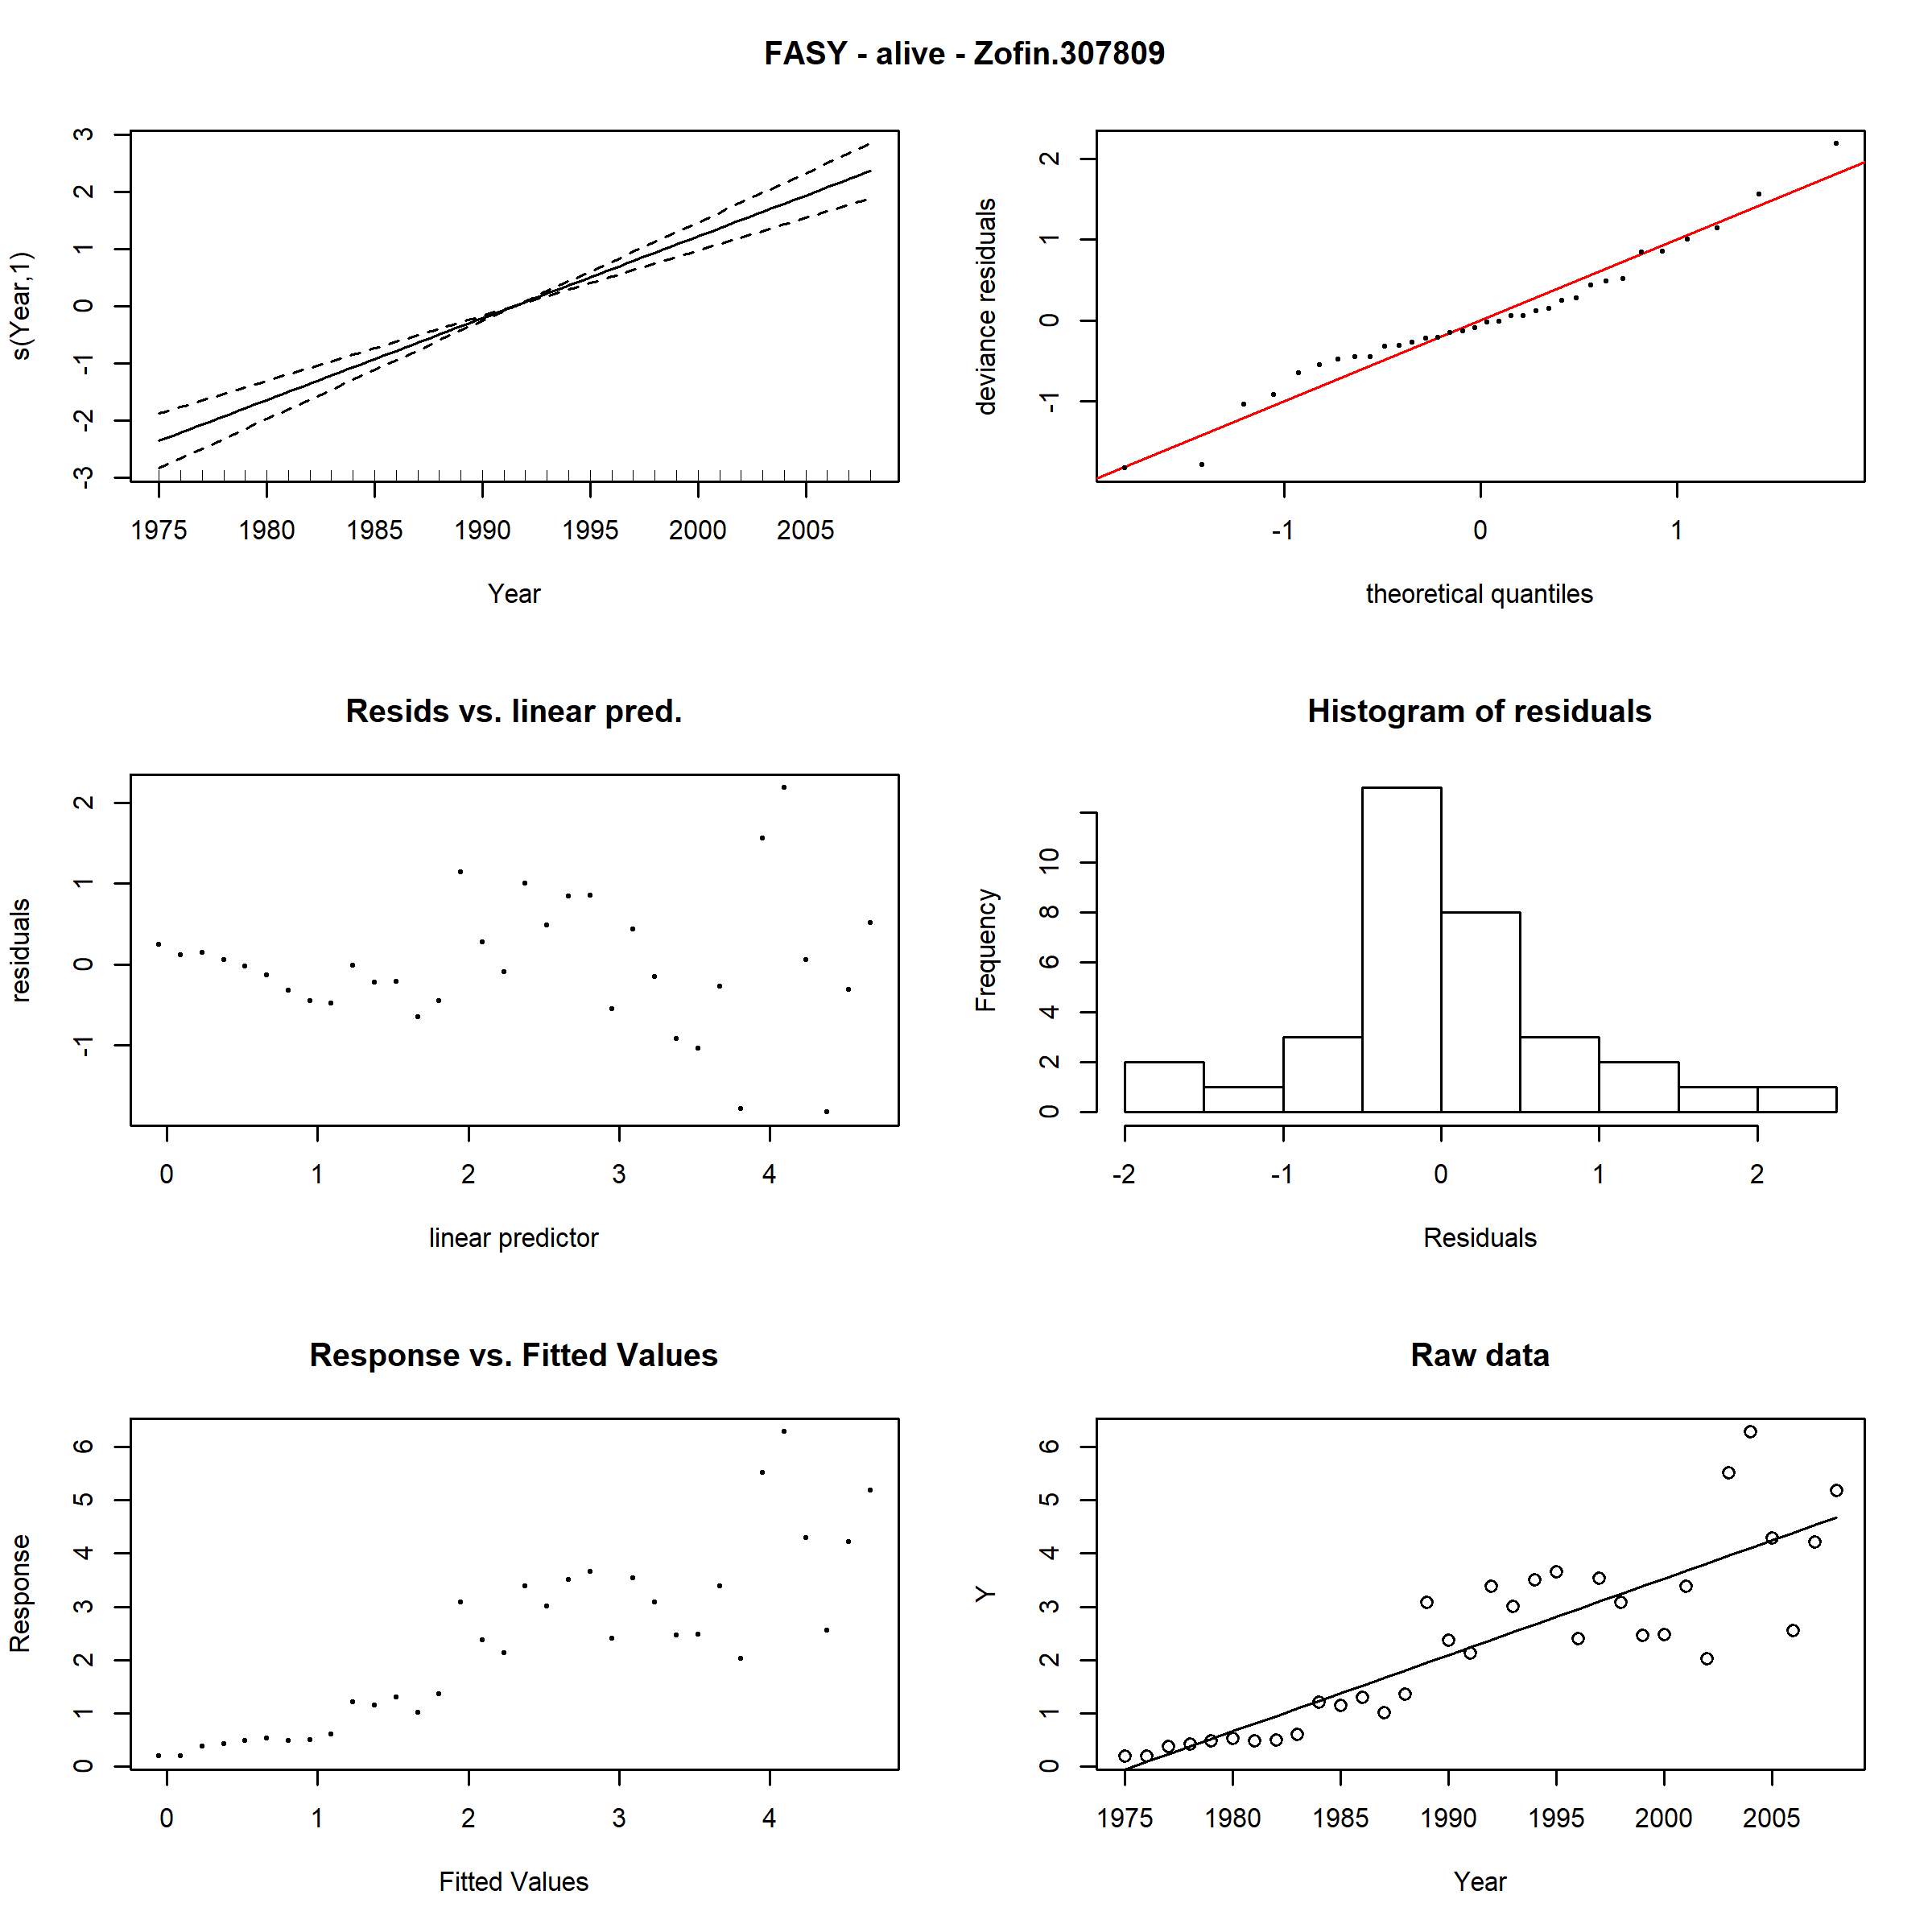 FASY - alive - Zofin.307809
s(Year,1)
3
2
1
0
-1
-2
-3
1975 1980 1985 1990 1995 2000 2005
Year
deviance residuals
2
1
0
-1
-1 0 1
theoretical quantiles
Resids vs. linear pred.
residuals
2
1
0
-1
0 1 2 3 4
linear predictor
Histogram of residuals
Frequency
10
8
6
4
2
0
-2 -1 0 1 2
Residuals
Response vs. Fitted Values
Response
6
5
4
3
2
1
0
0 1 2 3 4
Fitted Values
Raw data
Y
6
5
4
3
2
1
0
1975 1980 1985 1990 1995 2000 2005
Year